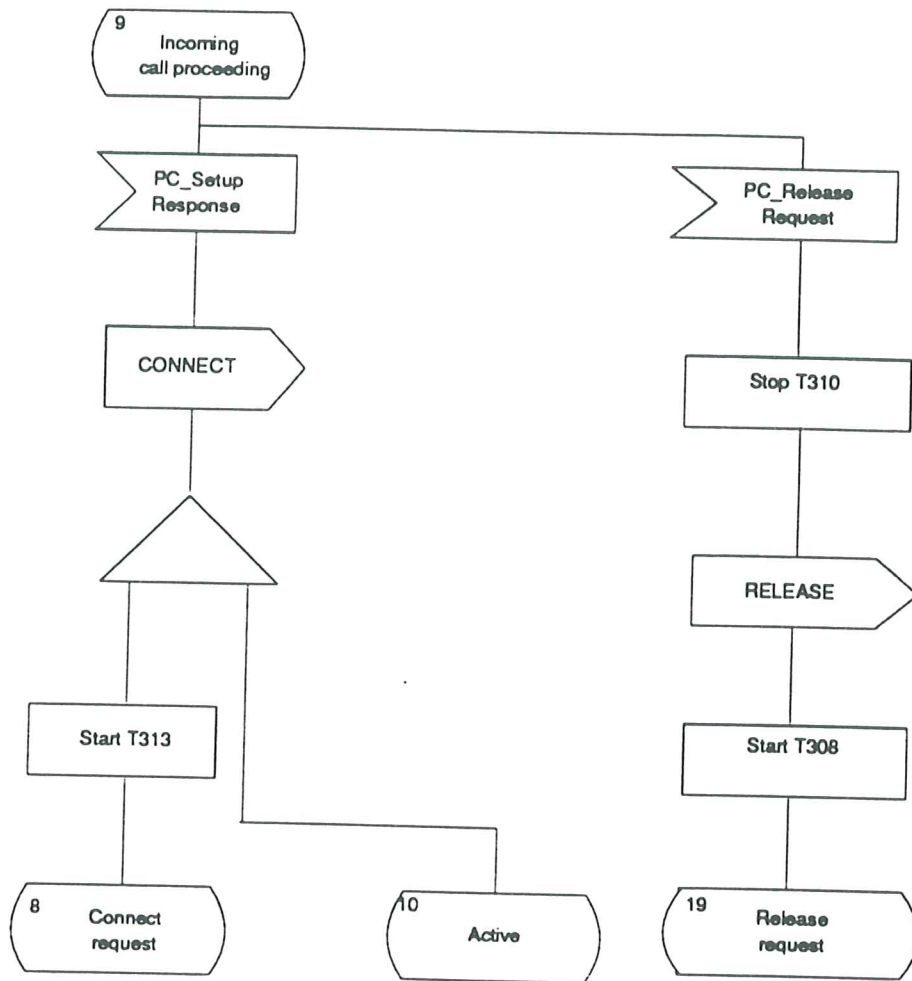 9
Incoming
call proceeding
PC_Setup
Response
PC_Release
Request
CONNECT
Stop T310
RELEASE
Start T313
Start T308
8
Connect
request
10
Active
19
Release
request